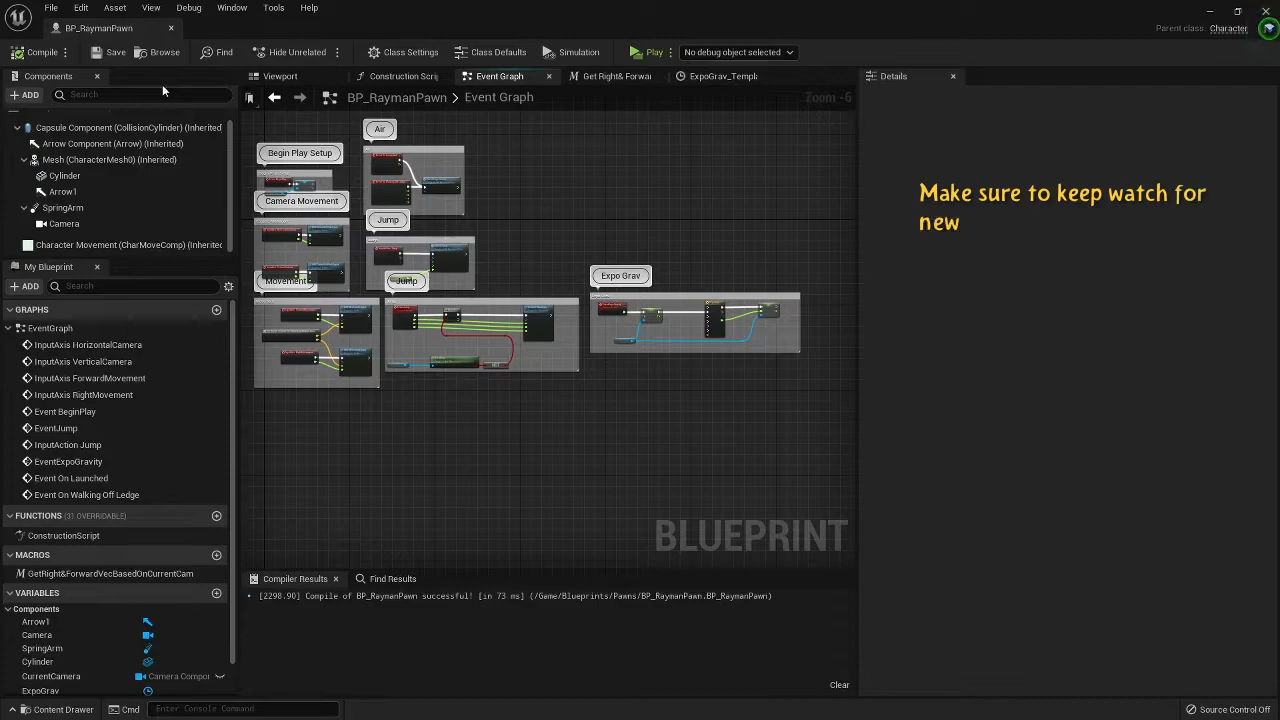 File Edit Asset View Debug Window Tools Help
BP_RaymanPawn
Parent class: Character
Compile Save Browse Find Hide Unrelated Class Settings Class Defaults Simulation Play No debug object selected
Components
Viewport Construction Scri Event Graph Get Right& Forwar ExpoGrav_Templa Details
ADD Search
BP_RaymanPawn > Event Graph Zoom -6
Capsule Component (CollisionCylinder) (Inherited)
Arrow Component (Arrow) (Inherited)
Mesh (CharacterMesh0) (Inherited)
Cylinder
Arrow1
SpringArm
Camera
Character Movement (CharMoveComp) (Inherited
My Blueprint
ADD Search
GRAPHS
EventGraph
InputAxis HorizontalCamera
InputAxis VerticalCamera
InputAxis ForwardMovement
InputAxis RightMovement
Event BeginPlay
EventJump
InputAction Jump
EventExpoGravity
Event On Launched
Event On Walking Off Ledge
FUNCTIONS (31 OVERRIDABLE)
ConstructionScript
MACROS
GetRight&ForwardVecBasedOnCurrentCam
VARIABLES
Components
Arrow1
Camera
SpringArm
Cylinder
CurrentCamera Camera Compor
ExpoGrav
Air
Begin Play Setup
Camera Movement
Jump
Movement
Jump
Expo Grav
BLUEPRINT
Make sure to keep watch for
new
Compiler Results Find Results
[2298.90] Compile of BP_RaymanPawn successful! [in 73 ms] (/Game/Blueprints/Pawns/BP_RaymanPawn.BP_RaymanPawn)
Clear
Content Drawer Cmd Enter Console Command Source Control Off